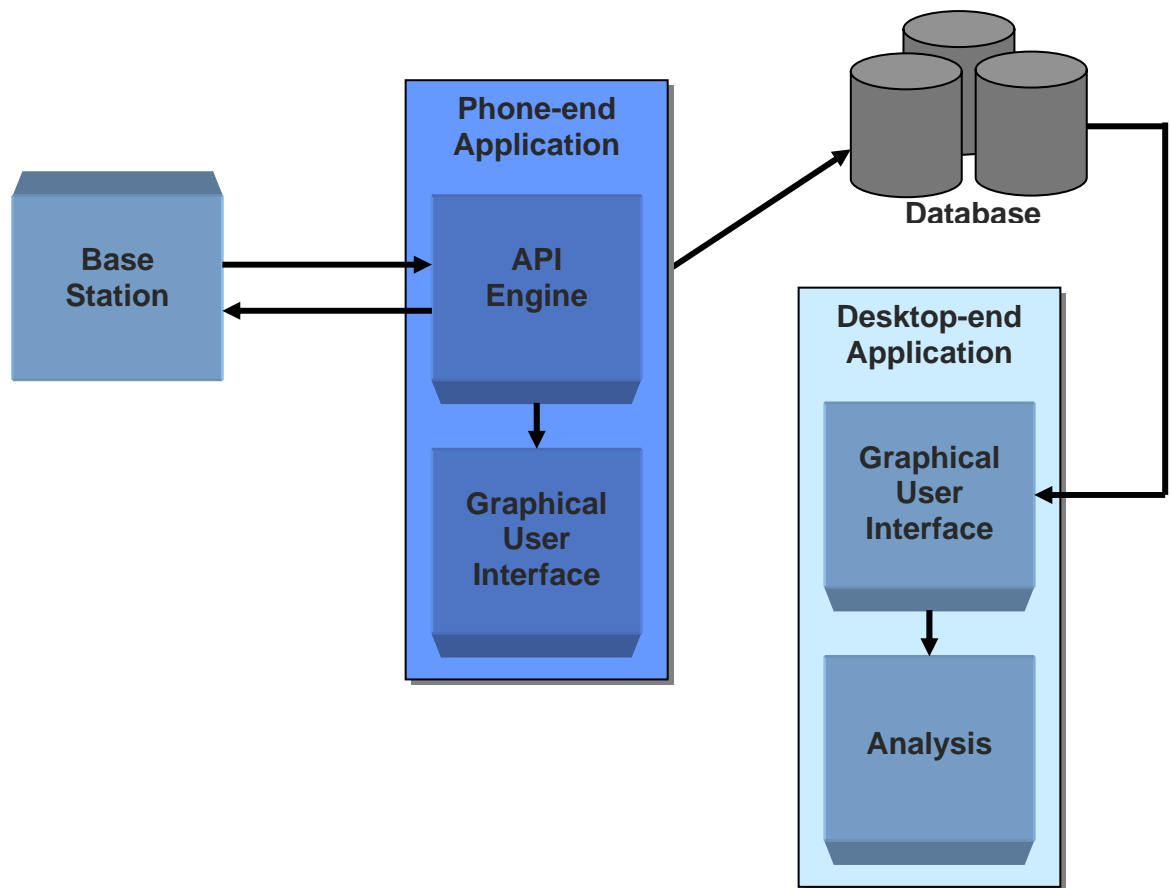 Phone-end
Application
Base
Station
API
Engine
Graphical
User
Interface
Database
Desktop-end
Application
Graphical
User
Interface
Analysis